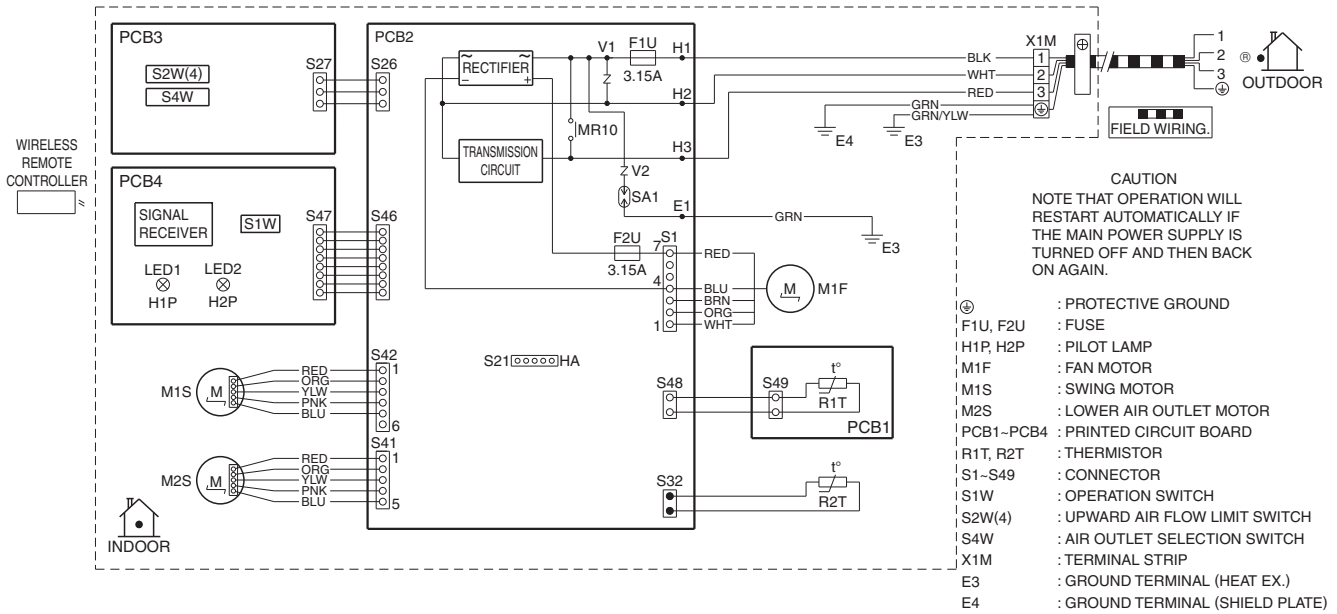 PCB3
S2W(4)
S4W
S27
PCB2
S26
RECTIFIER
~
~
−
+
V1
F1U
3.15A
H1
H2
MR10
TRANSMISSION
CIRCUIT
H3
V2
SA1
E1
GRN
E3
BLK
WHT
RED
GRN
GRN/YLW
E4
E3
X1M
1
2
3
1
2
3
®
OUTDOOR
FIELD WIRING.
WIRELESS
REMOTE
CONTROLLER
PCB4
SIGNAL
RECEIVER
S1W
LED1
LED2
H1P
H2P
S47
S46
F2U
3.15A
S1
7
4
1
RED
BLU
BRN
ORG
WHT
M
M1F
S21
HA
M1S
M
RED
ORG
YLW
PNK
BLU
S42
1
6
M2S
M
RED
ORG
YLW
PNK
BLU
S41
1
5
S48
S49
t°
R1T
PCB1
S32
t°
R2T
INDOOR
CAUTION
NOTE THAT OPERATION WILL
RESTART AUTOMATICALLY IF
THE MAIN POWER SUPPLY IS
TURNED OFF AND THEN BACK
ON AGAIN.
: PROTECTIVE GROUND
F1U, F2U : FUSE
H1P, H2P : PILOT LAMP
M1F : FAN MOTOR
M1S : SWING MOTOR
M2S : LOWER AIR OUTLET MOTOR
PCB1~PCB4 : PRINTED CIRCUIT BOARD
R1T, R2T : THERMISTOR
S1~S49 : CONNECTOR
S1W : OPERATION SWITCH
S2W(4) : UPWARD AIR FLOW LIMIT SWITCH
S4W : AIR OUTLET SELECTION SWITCH
X1M : TERMINAL STRIP
E3 : GROUND TERMINAL (HEAT EX.)
E4 : GROUND TERMINAL (SHIELD PLATE)